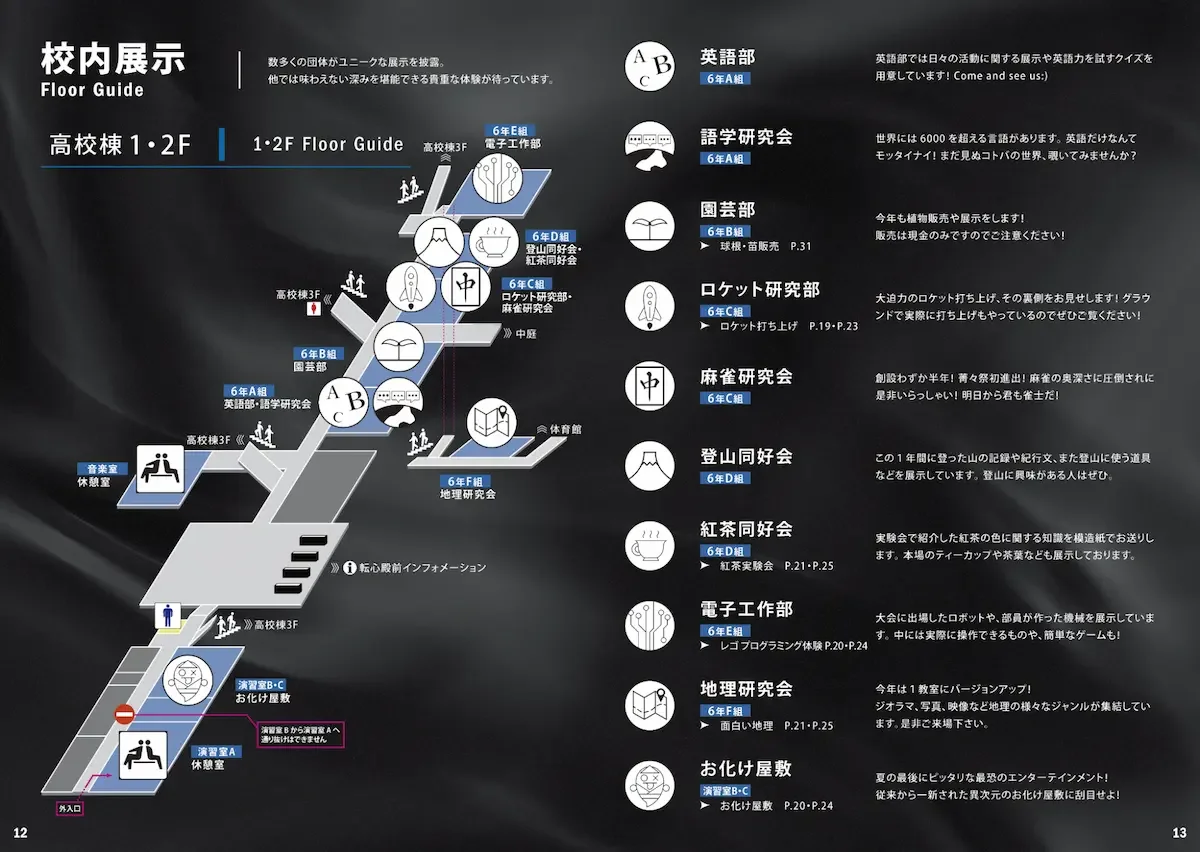 校内展示
Floor Guide
数多くの団体がユニークな展示を披露。
他では味わえない深みを堪能できる貴重な体験が待っています。
高校棟 1・2F
1・2F Floor Guide
6年E組
電子工作部
高校棟3F
6年D組
登山同好会・
紅茶同好会
6年C組
ロケット研究部・
麻雀研究会
中
高校棟3F
中庭
6年B組
園芸部
6年A組
英語部・語学研究会
A
B
C
高校棟3F
体育館
6年F組
地理研究会
音楽室
休憩室
転心殿前インフォメーション
高校棟3F
演習室B・C
お化け屋敷
演習室Bから演習室Aへ
通り抜けはできません
演習室A
休憩室
外入口
12
A
B
C
英語部
6年A組
英語部では日々の活動に関する展示や英語力を試すクイズを
用意しています! Come and see us:)
語学研究会
6年A組
世界には 6000 を超える言語があります。英語だけなんて
モッタイナイ! まだ見ぬコトバの世界、覗いてみませんか?
園芸部
6年B組
➤ 球根・苗販売 P.31
今年も植物販売や展示をします!
販売は現金のみですのでご注意ください!
ロケット研究部
6年C組
➤ ロケット打ち上げ P.19・P.23
大迫力のロケット打ち上げ、その裏側をお見せします! グラウ
ンドで実際に打ち上げもやっているのでぜひご覧ください!
中
麻雀研究会
6年C組
創設わずか半年! 菁々祭初進出! 麻雀の奥深さに圧倒されに
是非いらっしゃい! 明日から君も雀士だ!
登山同好会
6年D組
この1年間に登った山の記録や紀行文、また登山に使う道具
などを展示しています。登山に興味がある人はぜひ。
紅茶同好会
6年D組
➤ 紅茶実験会 P.21・P.25
実験会で紹介した紅茶の色に関する知識を模造紙でお送りし
ます。本場のティーカップや茶葉なども展示しております。
電子工作部
6年E組
➤ レゴプログラミング体験 P.20・P.24
大会に出場したロボットや、部員が作った機械を展示していま
す。中には実際に操作できるものや、簡単なゲームも!
地理研究会
6年F組
➤ 面白い地理 P.21・P.25
今年は1教室にバージョンアップ!
ジオラマ、写真、映像など地理の様々なジャンルが集結してい
ます。是非ご来場下さい。
お化け屋敷
演習室B・C
➤ お化け屋敷 P.20・P.24
夏の最後にピッタリな最恐のエンターテインメント!
従来から一新された異次元のお化け屋敷に刮目せよ!
13